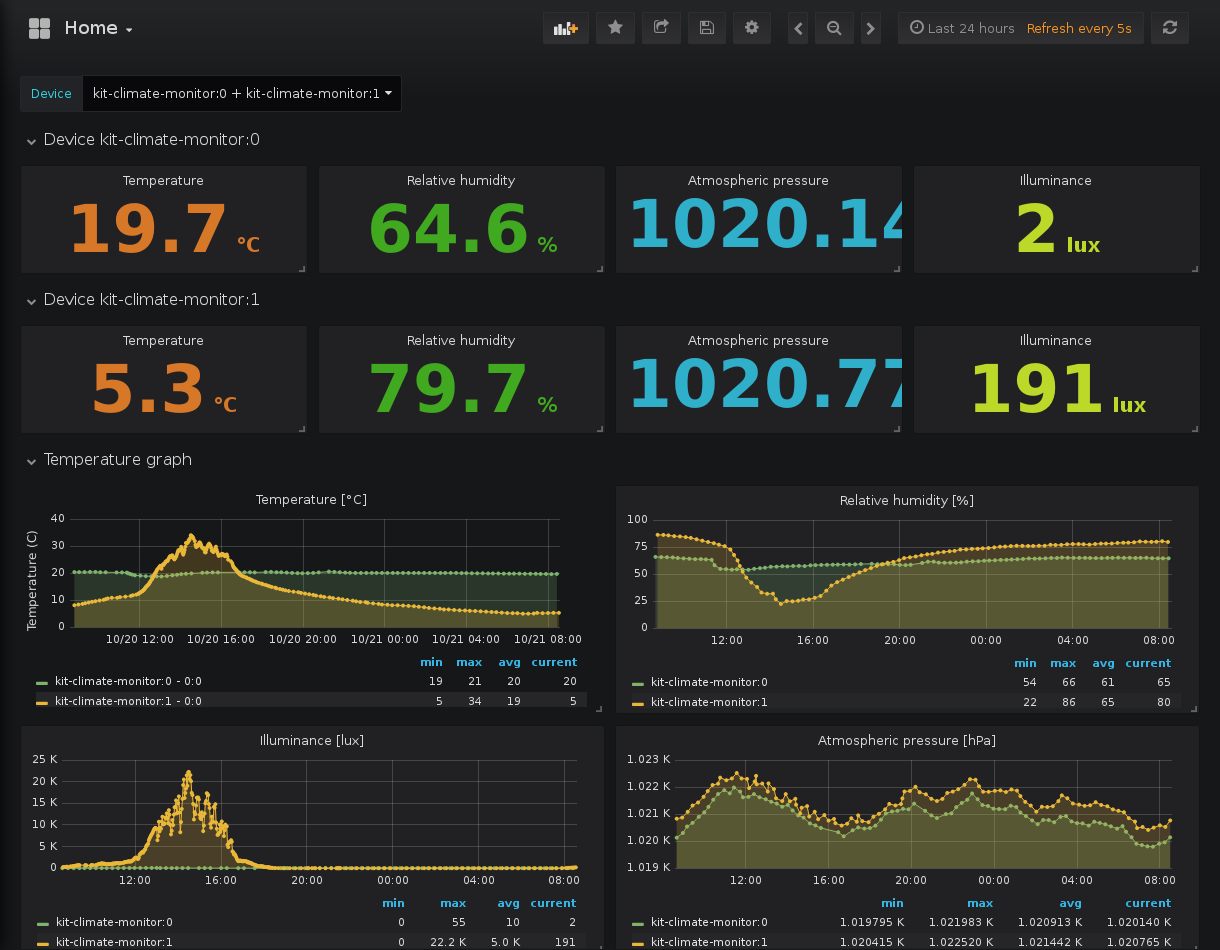 Home
Last 24 hours Refresh every 5s
Device kit-climate-monitor:0 + kit-climate-monitor:1
Device kit-climate-monitor:0
Temperature Relative humidity Atmospheric pressure Illuminance
19.7 °C 64.6 % 1020.14 2 lux
Device kit-climate-monitor:1
Temperature Relative humidity Atmospheric pressure Illuminance
5.3 °C 79.7 % 1020.77 191 lux
Temperature graph
Temperature [°C]
Temperature (C)
40
30
20
10
0
10/20 12:00 10/20 16:00 10/20 20:00 10/21 00:00 10/21 04:00 10/21 08:00
min max avg current
kit-climate-monitor:0 - 0:0 19 21 20 20
kit-climate-monitor:1 - 0:0 5 34 19 5
Relative humidity [%]
100
75
50
25
0
12:00 16:00 20:00 00:00 04:00 08:00
min max avg current
kit-climate-monitor:0 54 66 61 65
kit-climate-monitor:1 22 86 65 80
Illuminance [lux]
25 K
20 K
15 K
10 K
5 K
0
12:00 16:00 20:00 00:00 04:00 08:00
min max avg current
kit-climate-monitor:0 0 55 10 2
kit-climate-monitor:1 0 22.2 K 5.0 K 191
Atmospheric pressure [hPa]
1.023 K
1.022 K
1.021 K
1.020 K
1.019 K
12:00 16:00 20:00 00:00 04:00 08:00
min max avg current
kit-climate-monitor:0 1.019795 K 1.021983 K 1.020913 K 1.020140 K
kit-climate-monitor:1 1.020415 K 1.022520 K 1.021442 K 1.020765 K